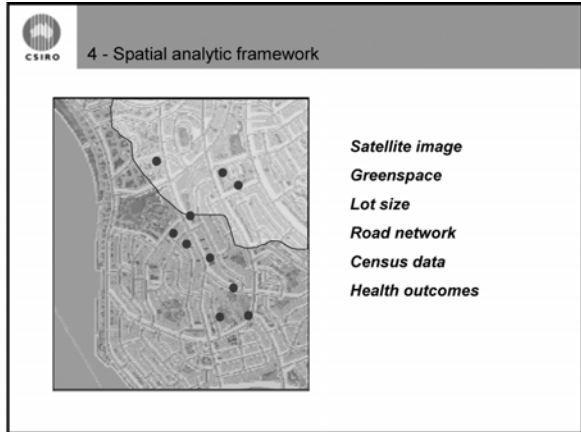 CSIRO
4 - Spatial analytic framework
Satellite image
Greenspace
Lot size
Road network
Census data
Health outcomes